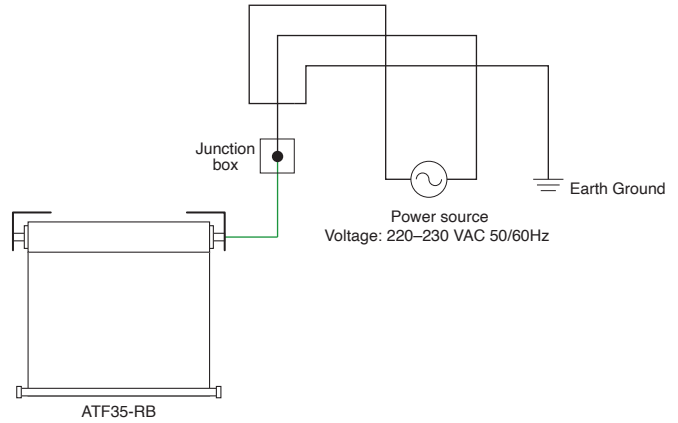 Junction
box
Earth Ground
Power source
Voltage: 220–230 VAC 50/60Hz
ATF35-RB